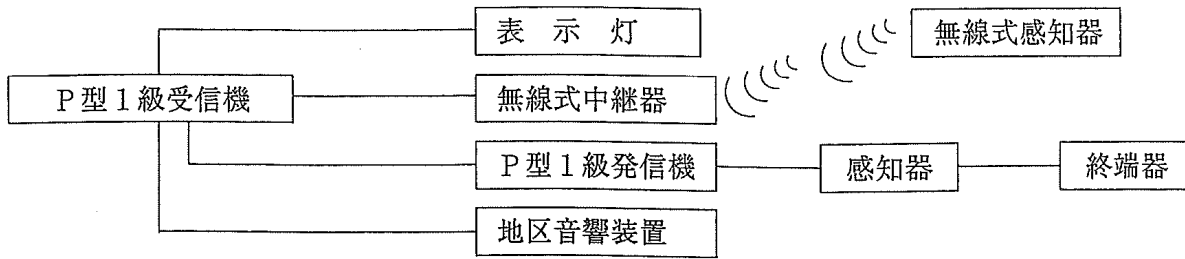 表示灯
無線式感知器
P型1級受信機
無線式中継器
P型1級発信機
感知器
終端器
地区音響装置